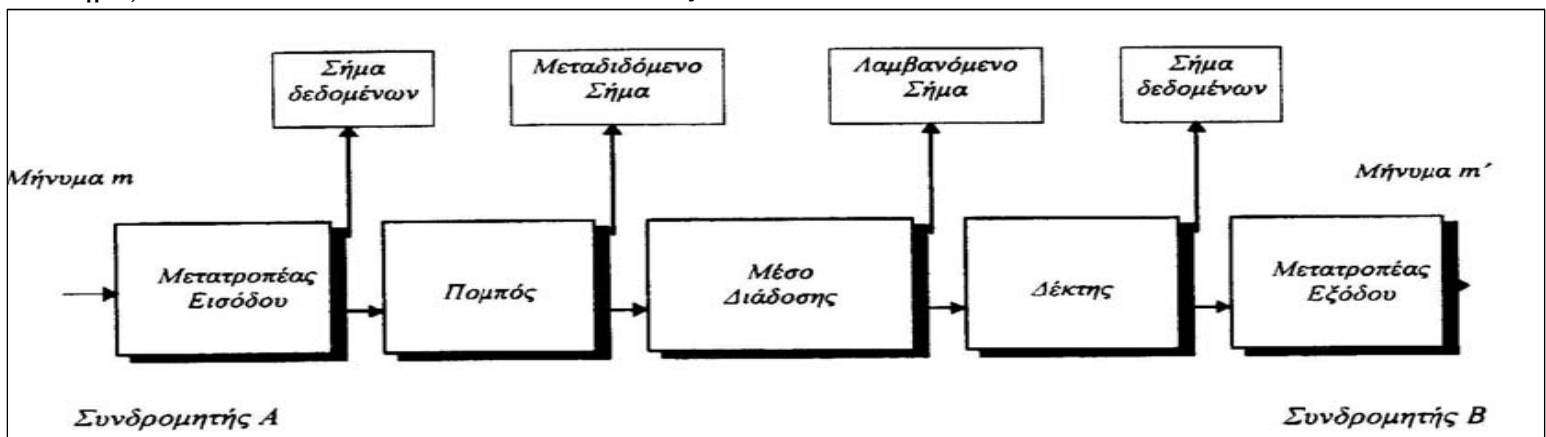 Σήμα
δεδομένων
Μεταδιδόμενο
Σήμα
Λαμβανόμενο
Σήμα
Σήμα
δεδομένων
Μήνυμα m
Μήνυμα m´
Μετατροπέας
Εισόδου
Πομπός
Μέσο
Διάδοσης
Δέκτης
Μετατροπέας
Εξόδου
Συνδρομητής Α
Συνδρομητής Β